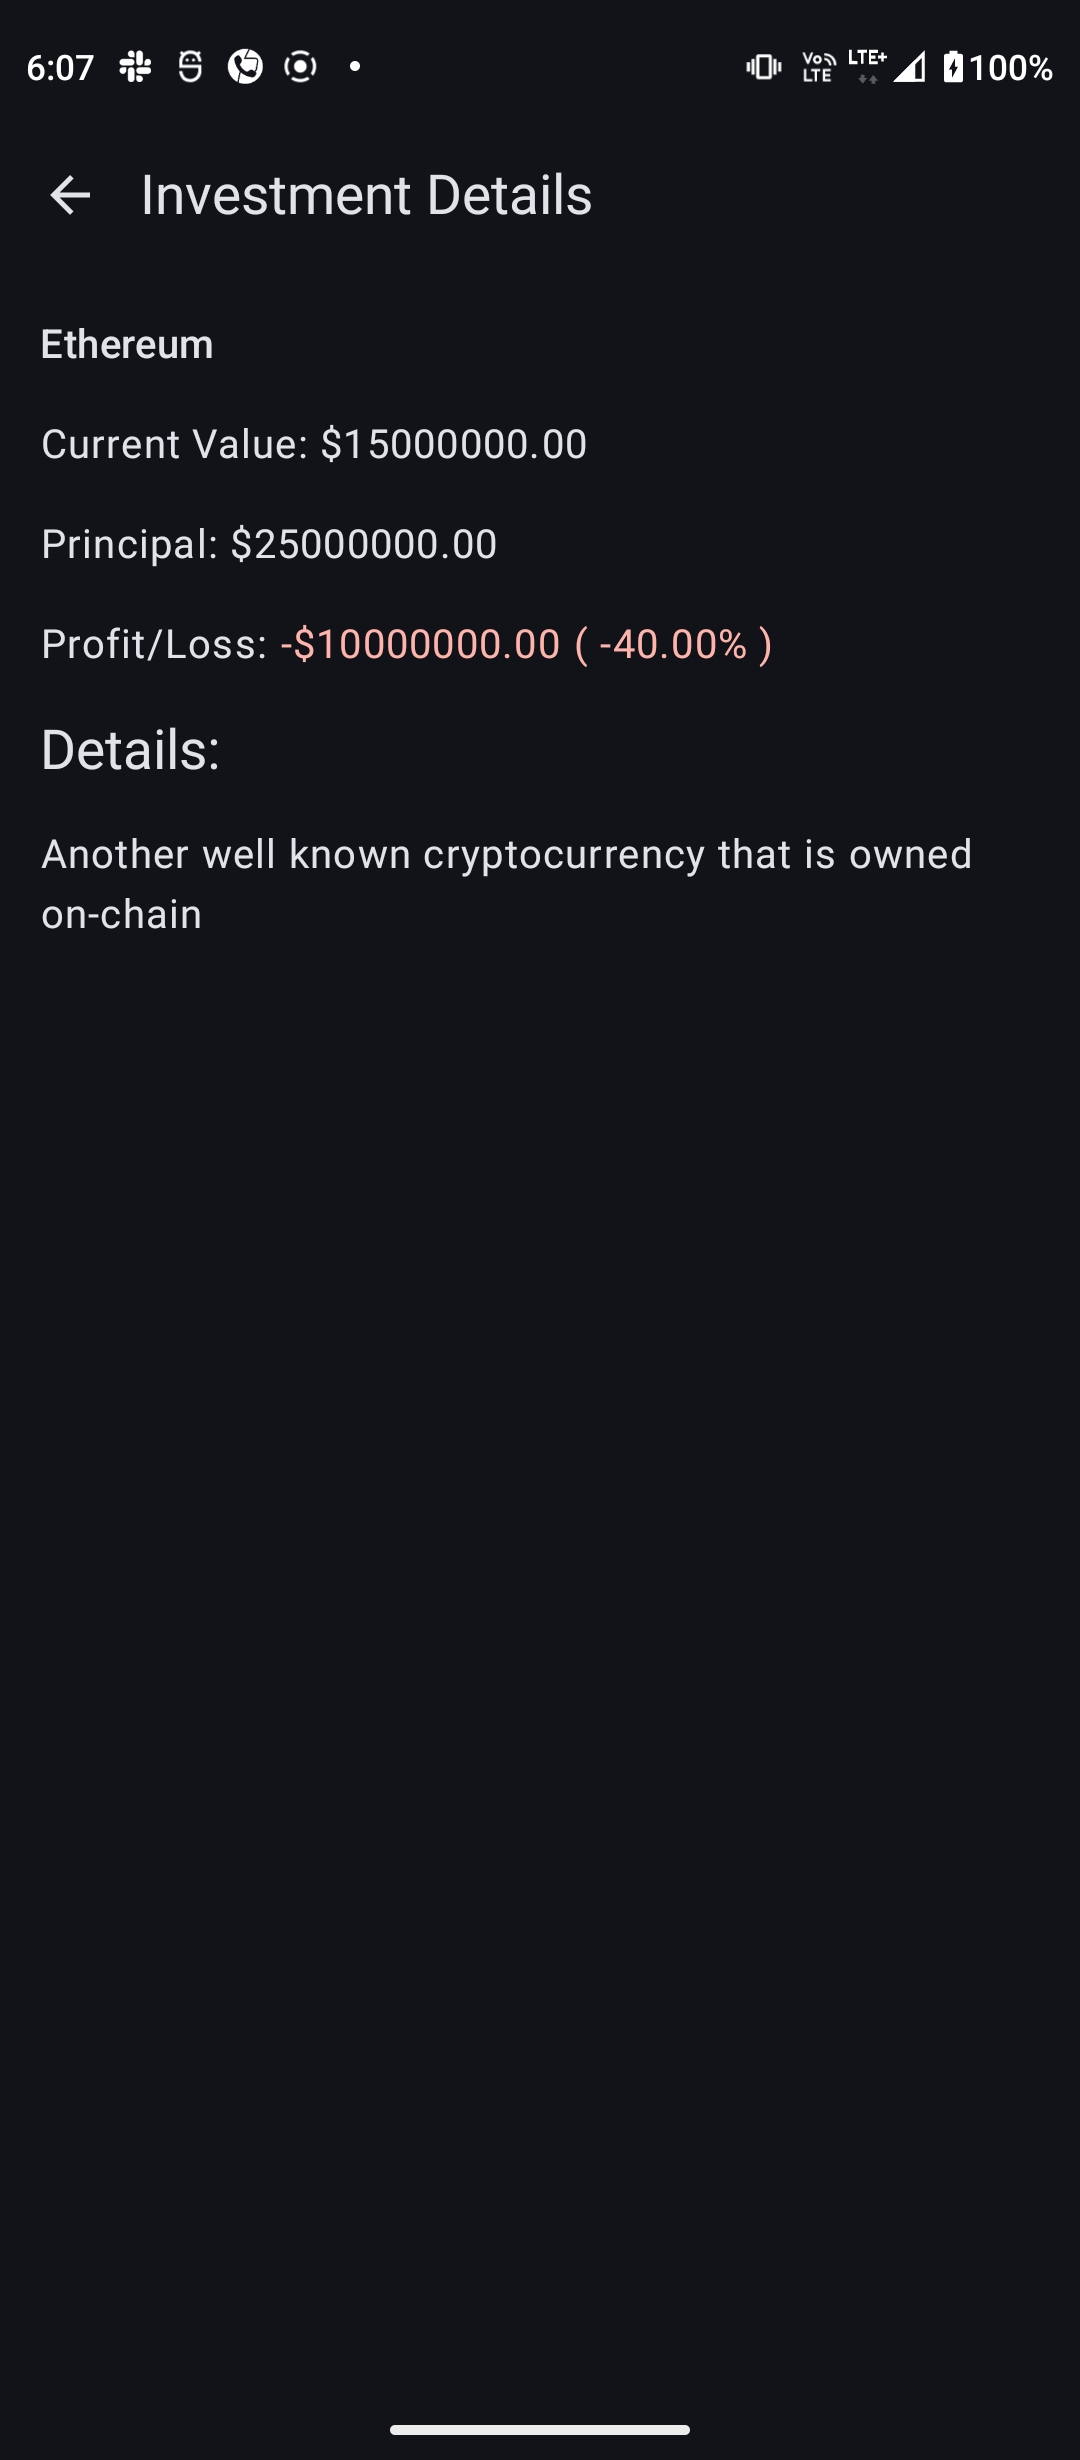 6:07 Vo LTE LTE+ 100%
Investment Details
Ethereum
Current Value: $15000000.00
Principal: $25000000.00
Profit/Loss: -$10000000.00 ( -40.00% )
Details:
Another well known cryptocurrency that is owned
on-chain